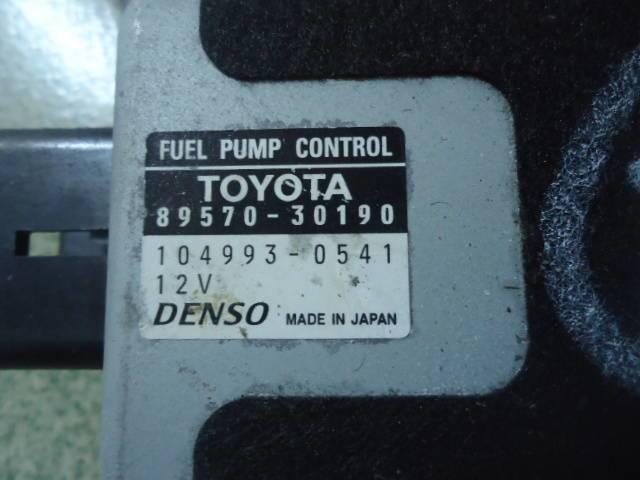 FUEL PUMP CONTROL
TOYOTA
89570-30190
104993-0541
12V
DENSO MADE IN JAPAN